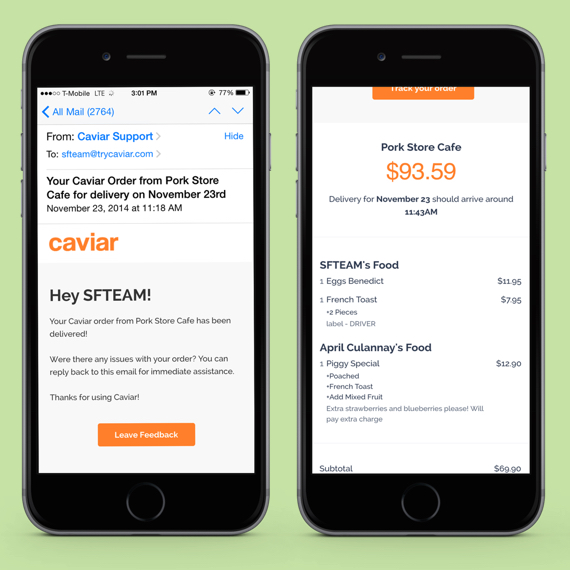 T-Mobile LTE 3:01 PM 77%
All Mail (2764)
From: Caviar Support Hide
To: sfteam@trycaviar.com
Your Caviar Order from Pork Store
Cafe for delivery on November 23rd
November 23, 2014 at 11:18 AM
caviar
Hey SFTEAM!
Your Caviar order from Pork Store Cafe has been
delivered!
Were there any issues with your order? You can
reply back to this email for immediate assistance.
Thanks for using Caviar!
Leave Feedback
Track your order
Pork Store Cafe
$93.59
Delivery for November 23 should arrive around
11:43AM
SFTEAM's Food
1 Eggs Benedict $11.95
1 French Toast $7.95
+2 Pieces
label - DRIVER
April Culannay's Food
1 Piggy Special $12.90
+Poached
+French Toast
+Add Mixed Fruit
Extra strawberries and blueberries please! Will
pay extra charge
Subtotal $69.90